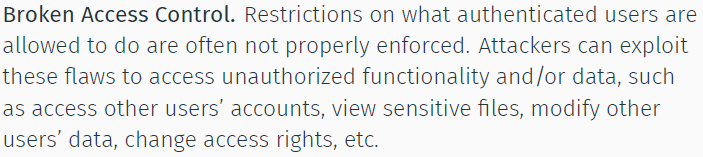 Broken Access Control. Restrictions on what authenticated users are
allowed to do are often not properly enforced. Attackers can exploit
these flaws to access unauthorized functionality and/or data, such
as access other users’ accounts, view sensitive files, modify other
users’ data, change access rights, etc.